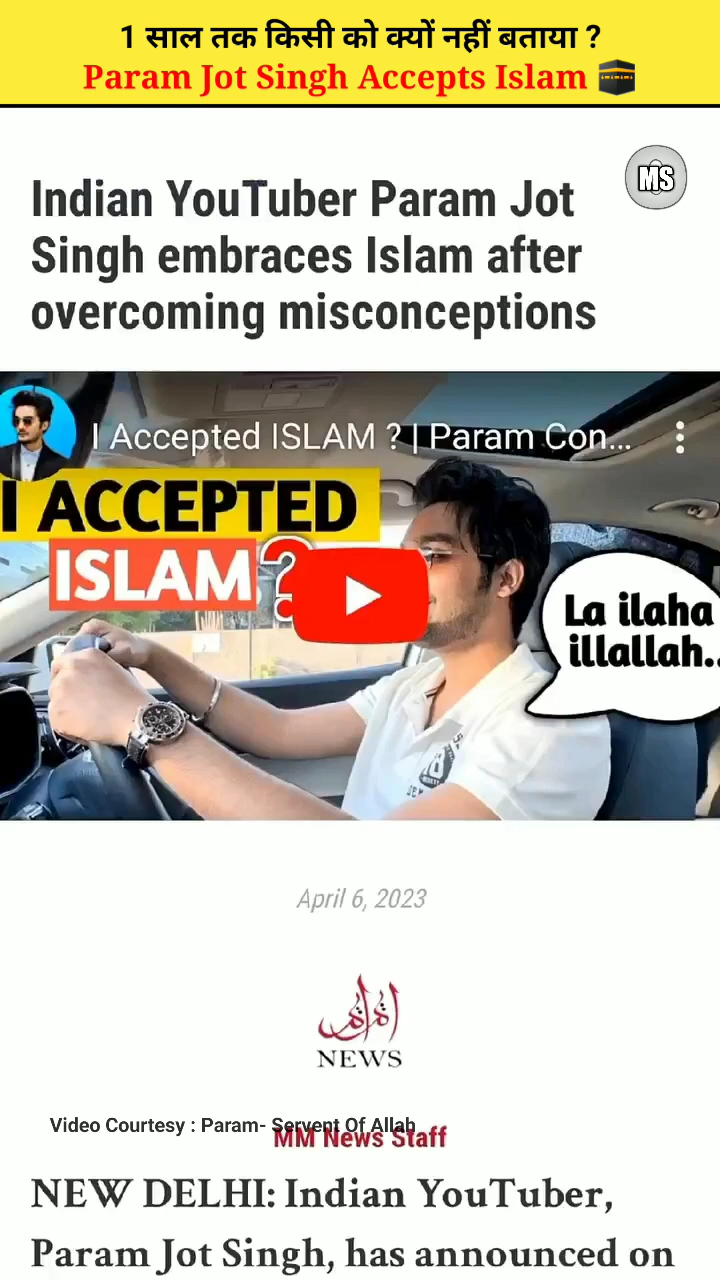 1 साल तक किसी को क्यों नहीं बताया ?
Param Jot Singh Accepts Islam
MS
Indian YouTuber Param Jot
Singh embraces Islam after
overcoming misconceptions
I Accepted ISLAM ? | Param Con...
I ACCEPTED
ISLAM?
La ilaha
illallah..
April 6, 2023
NEWS
Video Courtesy : Param- Servent Of Allah
MM News Staff
NEW DELHI: Indian YouTuber,
Param Jot Singh, has announced on